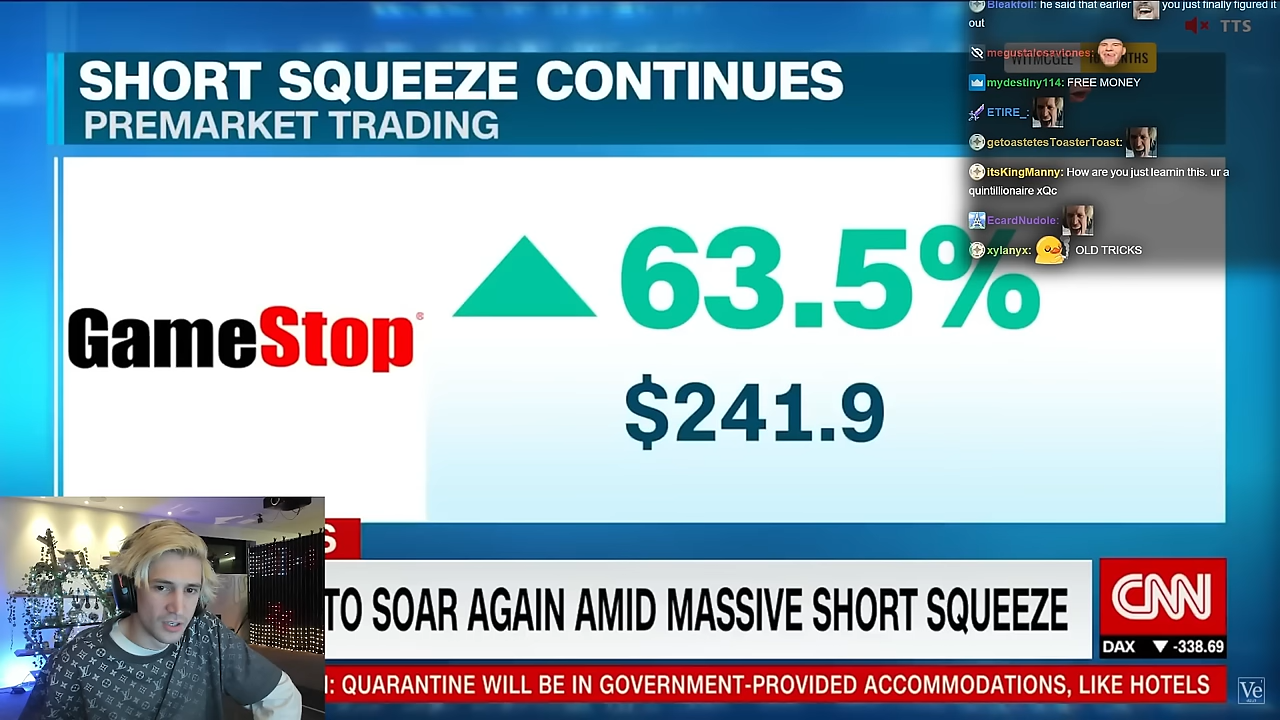 SHORT SQUEEZE CONTINUES
PREMARKET TRADING
GameStop®
63.5%
$241.9
S
TO SOAR AGAIN AMID MASSIVE SHORT SQUEEZE
CNN
DAX ▼ -338.69
: QUARANTINE WILL BE IN GOVERNMENT-PROVIDED ACCOMMODATIONS, LIKE HOTELS
Ve
Bleakfoil: he said that earlier you just finally figured it
out
TTS
mydestiny114: FREE MONEY
ETIRE_:
getoastetesToasterToast:
itsKingManny: How are you just learnin this. ur a
quintillionaire xQc
EcardNudole:
xylanyx: OLD TRICKS